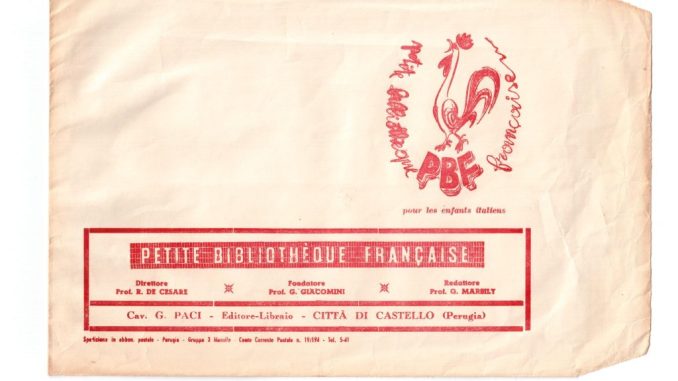 petite bibliothèque française
PBF
pour les enfants italiens
PETITE BIBLIOTHÈQUE FRANÇAISE
Direttore
Prof. R. DE CESARE
Fondatore
Prof. G. GIACOMINI
Redattore
Prof. G. MARSILY
Cav. G. PACI - Editore-Libraio - CITTÀ DI CASTELLO (Perugia)
Spedizione in abbon. postale - Perugia - Gruppo 3 Mensile - Conto Corrente Postale n. 19/194 - Tel. 5-41